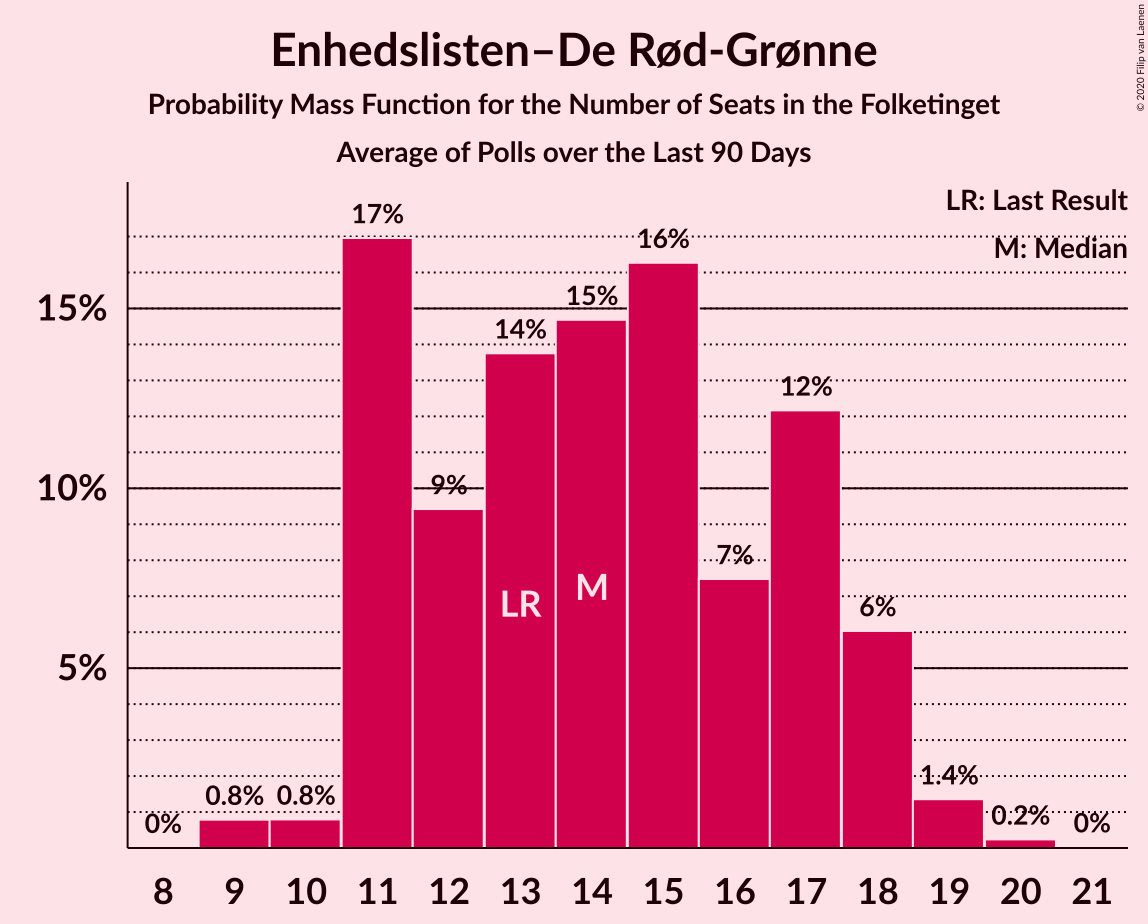 Enhedslisten–De Rød-Grønne
Probability Mass Function for the Number of Seats in the Folketinget
Average of Polls over the Last 90 Days
© 2020 Filip van Laenen
LR: Last Result
M: Median
17%
16%
15%
15%
14%
12%
10%
9%
7%
LR
M
6%
5%
0%
0.8%
0.8%
1.4%
0.2%
0%
8 9 10 11 12 13 14 15 16 17 18 19 20 21